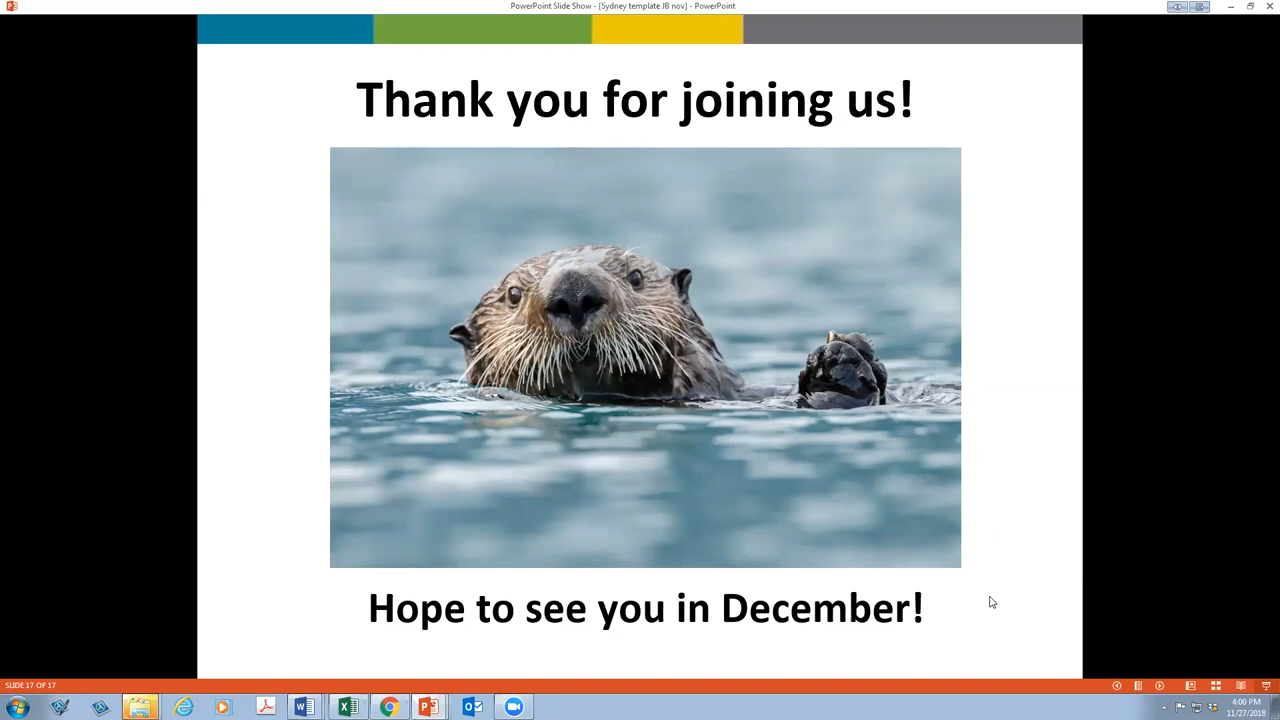 PowerPoint Slide Show - [Sydney template JB nov] - PowerPoint
Thank you for joining us!
Hope to see you in December!
SLIDE 17 OF 17
4:00 PM
11/27/2018